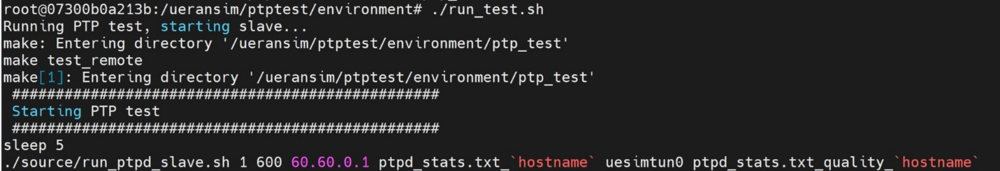 root@07300b0a213b:/ueransim/ptptest/environment# ./run_test.sh
Running PTP test, starting slave...
make: Entering directory '/ueransim/ptptest/environment/ptp_test'
make test_remote
make[1]: Entering directory '/ueransim/ptptest/environment/ptp_test'
#################################################
Starting PTP test
#################################################
sleep 5
./source/run_ptpd_slave.sh 1 600 60.60.0.1 ptpd_stats.txt_`hostname` uesimtun0 ptpd_stats.txt_quality_`hostname`